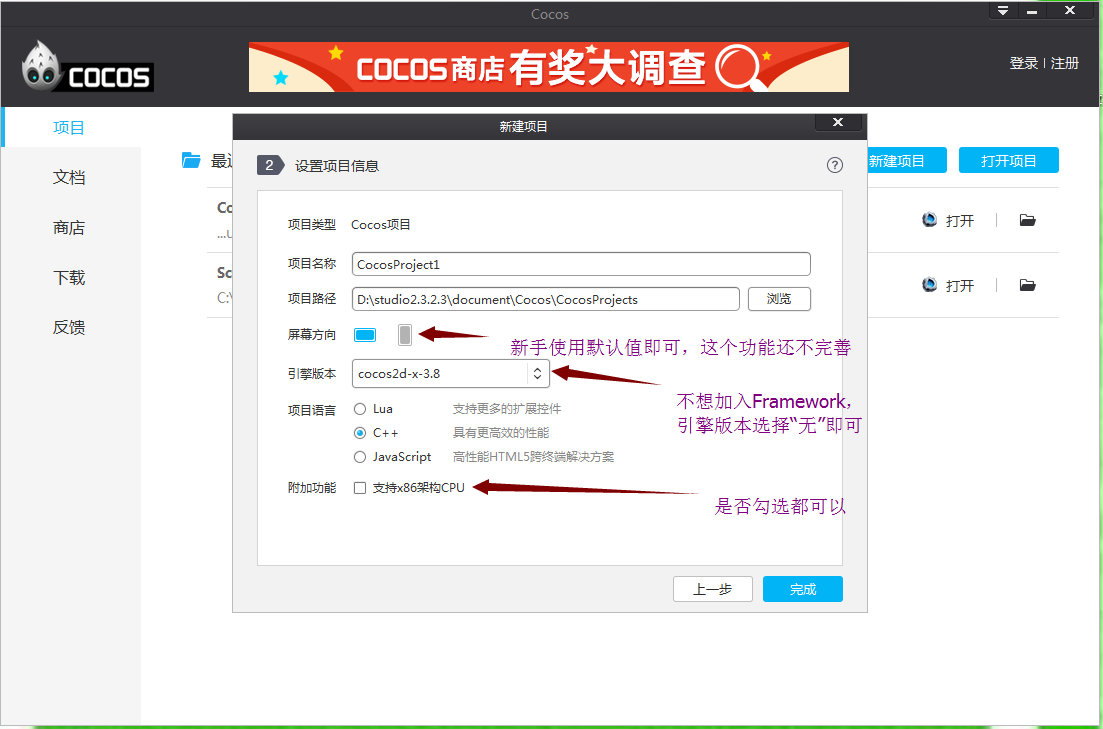 Cocos
COCOS
COCOS商店有奖大调查
登录 | 注册
项目
文档
商店
下载
反馈
新建项目
打开项目
Co
...u
打开
Sc
C:\
打开
新建项目
2 设置项目信息
?
项目类型 Cocos项目
项目名称 CocosProject1
项目路径 D:\studio2.3.2.3\document\Cocos\CocosProjects 浏览
屏幕方向
新手使用默认值即可，这个功能还不完善
引擎版本 cocos2d-x-3.8
不想加入Framework，
引擎版本选择“无”即可
项目语言 Lua 支持更多的扩展控件
C++ 具有更高效的性能
JavaScript 高性能HTML5跨终端解决方案
附加功能 支持x86架构CPU
是否勾选都可以
上一步 完成